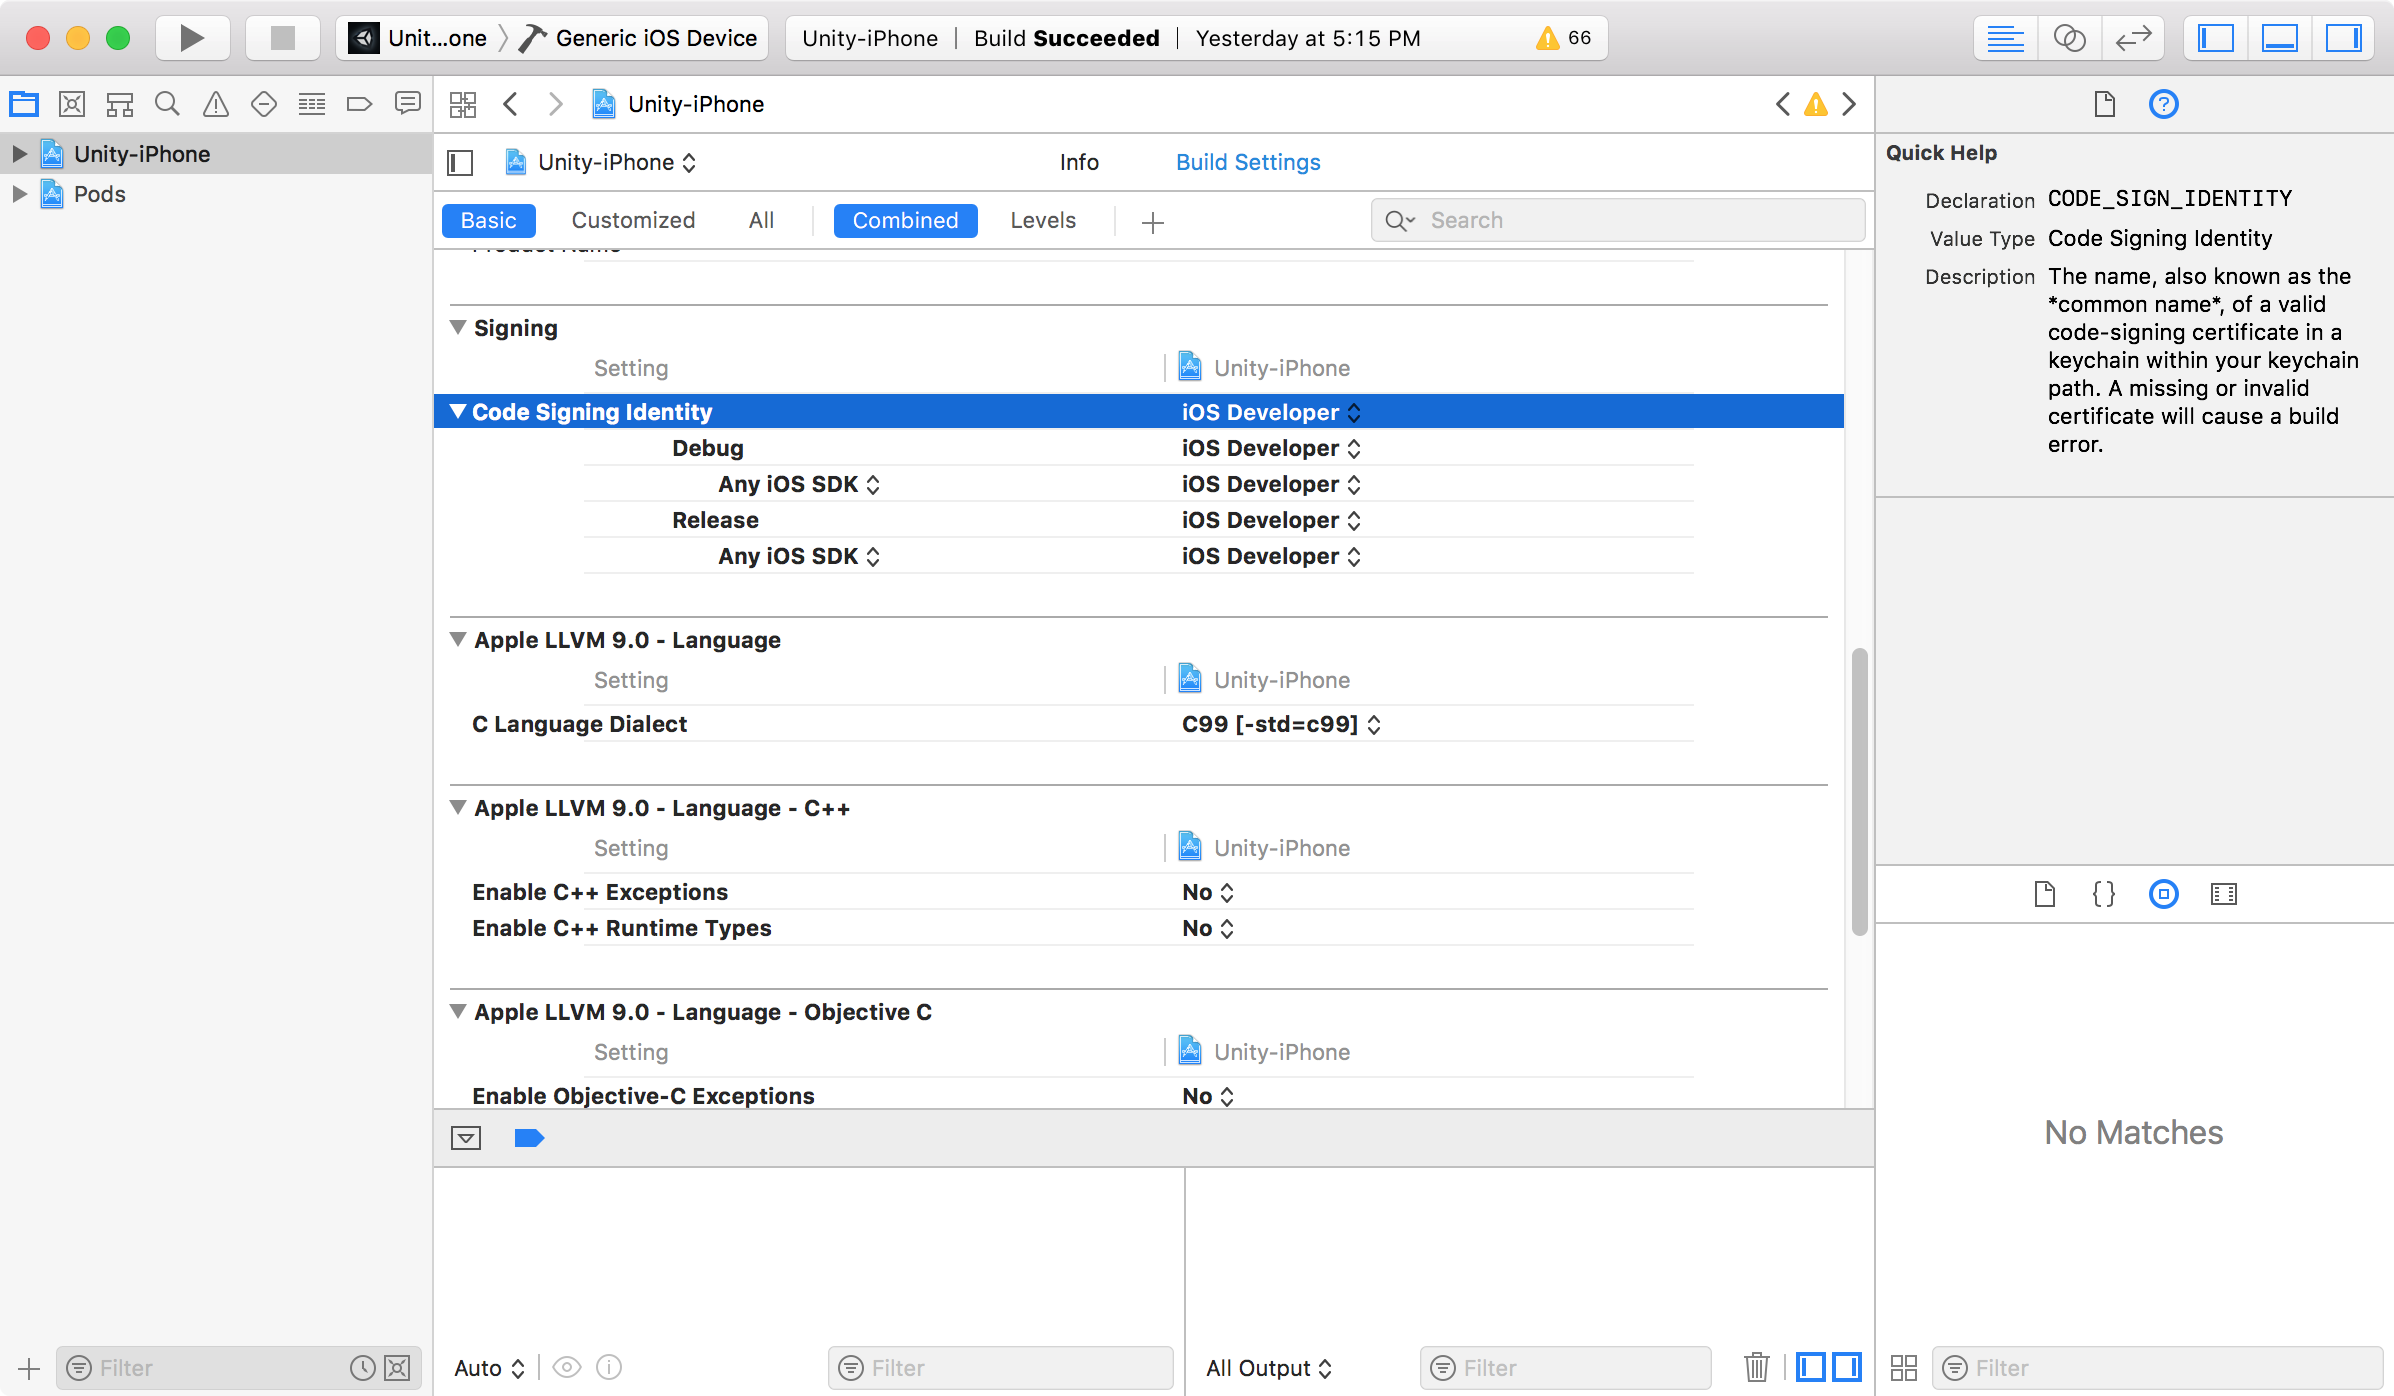 Unit...one
Generic iOS Device
Unity-iPhone
Build Succeeded
Yesterday at 5:15 PM
66
Unity-iPhone
Pods
Unity-iPhone
Unity-iPhone
Info
Build Settings
Basic
Customized
All
Combined
Levels
Search
Product Name
Signing
Setting
Unity-iPhone
Code Signing Identity
iOS Developer
Debug
iOS Developer
Any iOS SDK
iOS Developer
Release
iOS Developer
Any iOS SDK
iOS Developer
Apple LLVM 9.0 - Language
Setting
Unity-iPhone
C Language Dialect
C99 [-std=c99]
Apple LLVM 9.0 - Language - C++
Setting
Unity-iPhone
Enable C++ Exceptions
No
Enable C++ Runtime Types
No
Apple LLVM 9.0 - Language - Objective C
Setting
Unity-iPhone
Enable Objective-C Exceptions
No
Quick Help
Declaration CODE_SIGN_IDENTITY
Value Type Code Signing Identity
Description The name, also known as the
*common name*, of a valid
code-signing certificate in a
keychain within your keychain
path. A missing or invalid
certificate will cause a build
error.
No Matches
Filter
Auto
Filter
All Output
Filter
Filter